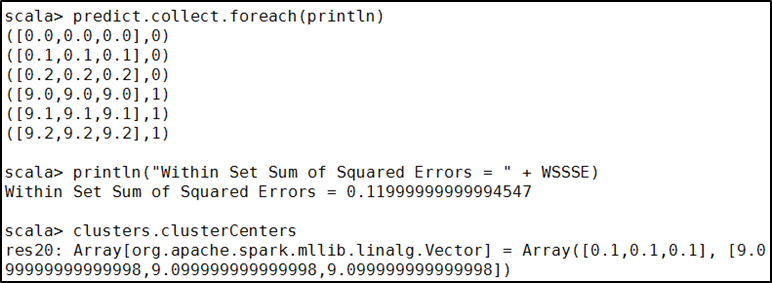 scala> predict.collect.foreach(println)
([0.0,0.0,0.0],0)
([0.1,0.1,0.1],0)
([0.2,0.2,0.2],0)
([9.0,9.0,9.0],1)
([9.1,9.1,9.1],1)
([9.2,9.2,9.2],1)
scala> println("Within Set Sum of Squared Errors = " + WSSSE)
Within Set Sum of Squared Errors = 0.11999999999994547
scala> clusters.clusterCenters
res20: Array[org.apache.spark.mllib.linalg.Vector] = Array([0.1,0.1,0.1], [9.0
99999999999998,9.099999999999998,9.099999999999998])